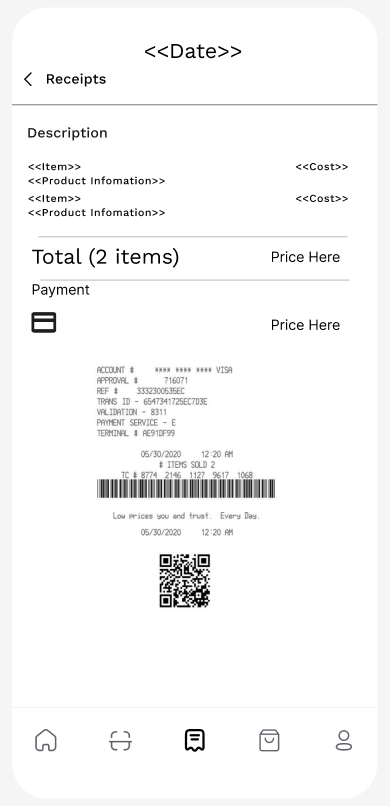 <<Date>>
Receipts
Description
<<Item>> <<Cost>>
<<Product Infomation>>
<<Item>> <<Cost>>
<<Product Infomation>>
Total (2 items) Price Here
Payment
Price Here
ACCOUNT # **** **** **** VISA
APPROVAL # 716071
REF # 3332300535EC
TRANS ID - 6547341725EC7D3E
VALIDATION - 8311
PAYMENT SERVICE - E
TERMINAL # AE91DF99
05/30/2020 12:20 AM
# ITEMS SOLD 2
TC # 8774 2146 1127 9617 1068
Low prices you and trust. Every Day.
05/30/2020 12:20 AM